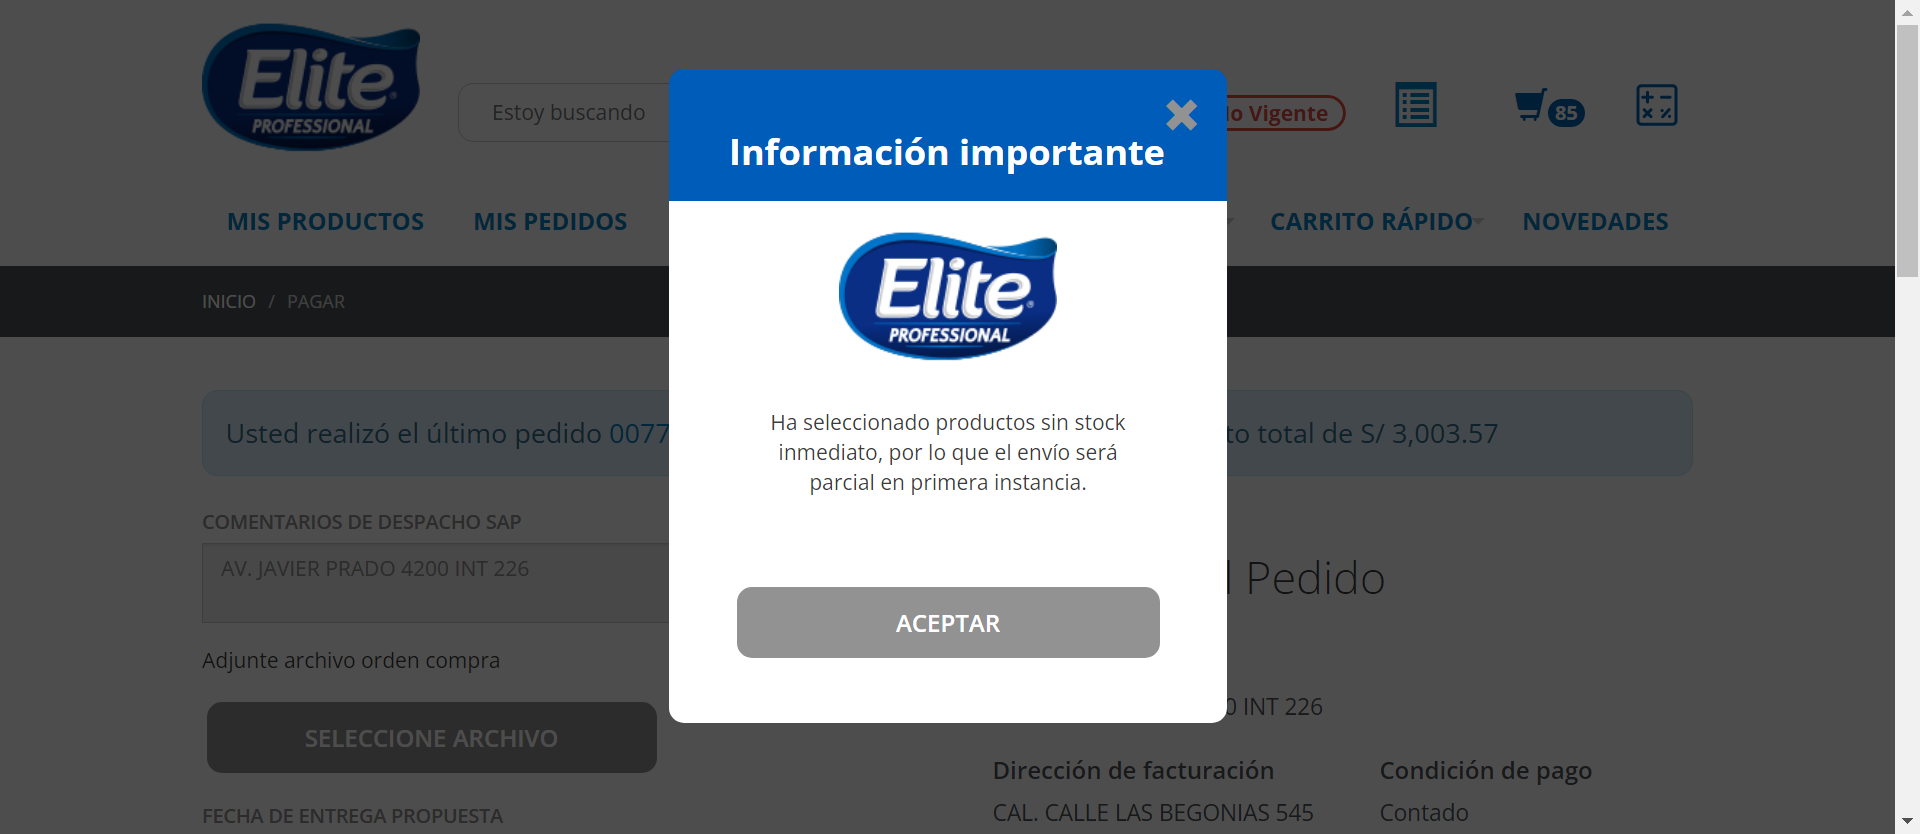 Elite
PROFESSIONAL
Estoy buscando
lo Vigente
85
MIS PRODUCTOS
MIS PEDIDOS
CARRITO RÁPIDO
NOVEDADES
INICIO / PAGAR
Información importante
Elite
PROFESSIONAL
Ha seleccionado productos sin stock
inmediato, por lo que el envío será
parcial en primera instancia.
ACEPTAR
Usted realizó el último pedido 0077
to total de S/ 3,003.57
COMENTARIOS DE DESPACHO SAP
AV. JAVIER PRADO 4200 INT 226
Adjunte archivo orden compra
SELECCIONE ARCHIVO
FECHA DE ENTREGA PROPUESTA
l Pedido
0 INT 226
Dirección de facturación
CAL. CALLE LAS BEGONIAS 545
Condición de pago
Contado